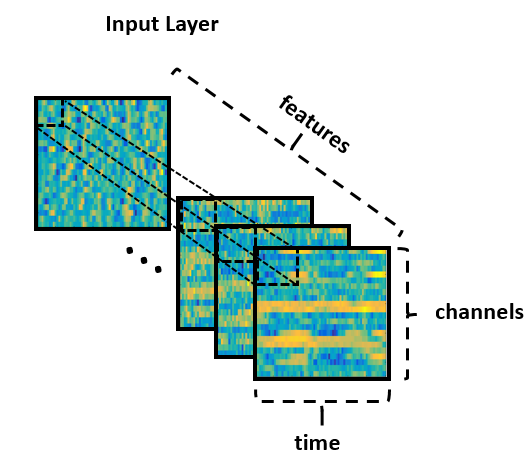 Input Layer
features
channels
time